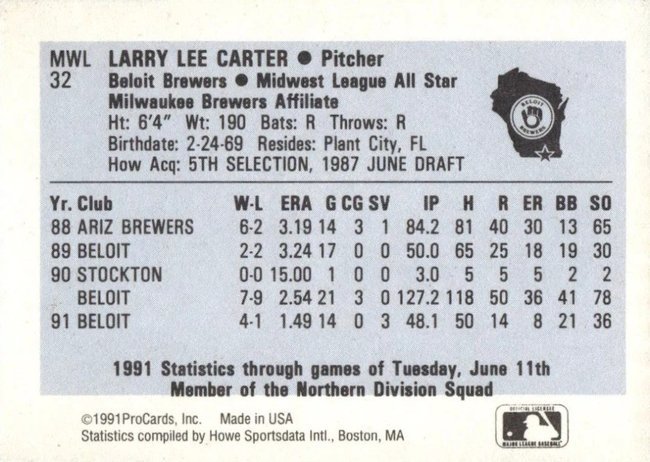 MWL LARRY LEE CARTER ● Pitcher
32 Beloit Brewers ● Midwest League All Star
Milwaukee Brewers Affiliate
Ht: 6'4" Wt: 190 Bats: R Throws: R
Birthdate: 2-24-69 Resides: Plant City, FL
How Acq: 5TH SELECTION, 1987 JUNE DRAFT
BELOIT
BREWERS
Yr. Club W-L ERA G CG SV IP H R ER BB SO
88 ARIZ BREWERS 6-2 3.19 14 3 1 84.2 81 40 30 13 65
89 BELOIT 2-2 3.24 17 0 0 50.0 65 25 18 19 30
90 STOCKTON 0-0 15.00 1 0 0 3.0 5 5 5 2 2
BELOIT 7-9 2.54 21 3 0 127.2 118 50 36 41 78
91 BELOIT 4-1 1.49 14 0 3 48.1 50 14 8 21 36
1991 Statistics through games of Tuesday, June 11th
Member of the Northern Division Squad
©1991ProCards, Inc. Made in USA
Statistics compiled by Howe Sportsdata Intl., Boston, MA
OFFICIAL LICENSEE
MAJOR LEAGUE BASEBALL